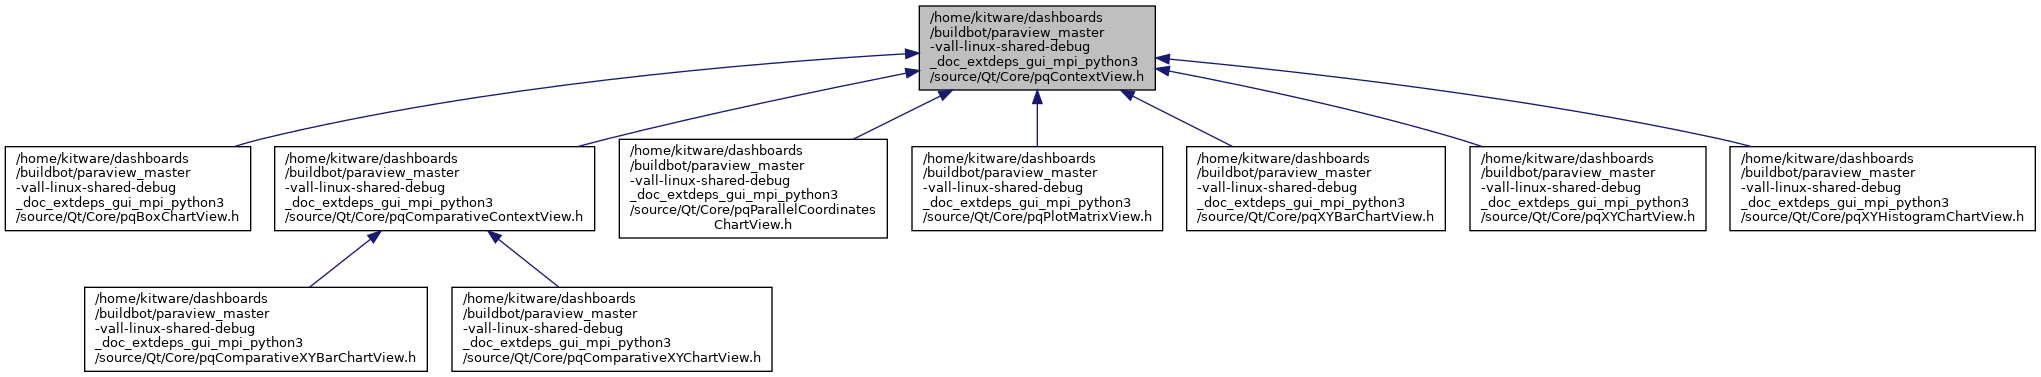 /home/kitware/dashboards
/buildbot/paraview_master
-vall-linux-shared-debug
_doc_extdeps_gui_mpi_python3
/source/Qt/Core/pqContextView.h
/home/kitware/dashboards
/buildbot/paraview_master
-vall-linux-shared-debug
_doc_extdeps_gui_mpi_python3
/source/Qt/Core/pqBoxChartView.h
/home/kitware/dashboards
/buildbot/paraview_master
-vall-linux-shared-debug
_doc_extdeps_gui_mpi_python3
/source/Qt/Core/pqComparativeContextView.h
/home/kitware/dashboards
/buildbot/paraview_master
-vall-linux-shared-debug
_doc_extdeps_gui_mpi_python3
/source/Qt/Core/pqParallelCoordinates
ChartView.h
/home/kitware/dashboards
/buildbot/paraview_master
-vall-linux-shared-debug
_doc_extdeps_gui_mpi_python3
/source/Qt/Core/pqPlotMatrixView.h
/home/kitware/dashboards
/buildbot/paraview_master
-vall-linux-shared-debug
_doc_extdeps_gui_mpi_python3
/source/Qt/Core/pqXYBarChartView.h
/home/kitware/dashboards
/buildbot/paraview_master
-vall-linux-shared-debug
_doc_extdeps_gui_mpi_python3
/source/Qt/Core/pqXYChartView.h
/home/kitware/dashboards
/buildbot/paraview_master
-vall-linux-shared-debug
_doc_extdeps_gui_mpi_python3
/source/Qt/Core/pqXYHistogramChartView.h
/home/kitware/dashboards
/buildbot/paraview_master
-vall-linux-shared-debug
_doc_extdeps_gui_mpi_python3
/source/Qt/Core/pqComparativeXYBarChartView.h
/home/kitware/dashboards
/buildbot/paraview_master
-vall-linux-shared-debug
_doc_extdeps_gui_mpi_python3
/source/Qt/Core/pqComparativeXYChartView.h